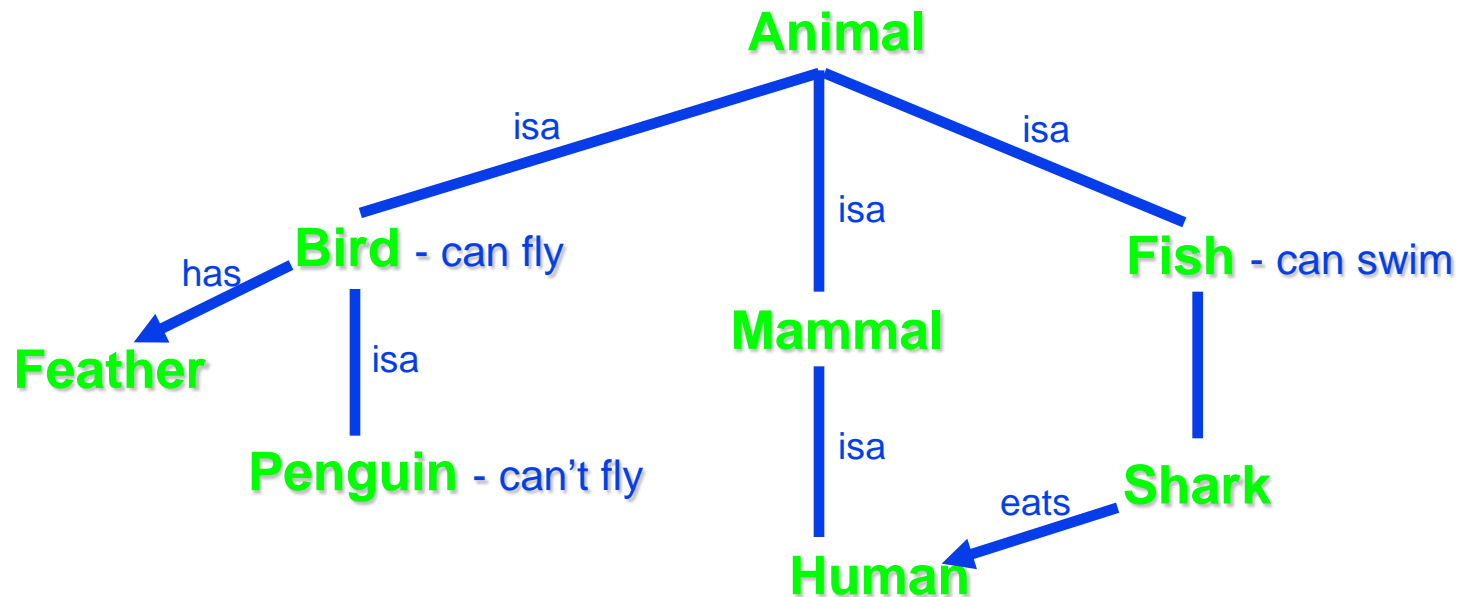 Animal
isa
isa
isa
Bird - can fly
Fish - can swim
has
Mammal
Feather
isa
isa
Penguin - can’t fly
Shark
eats
Human